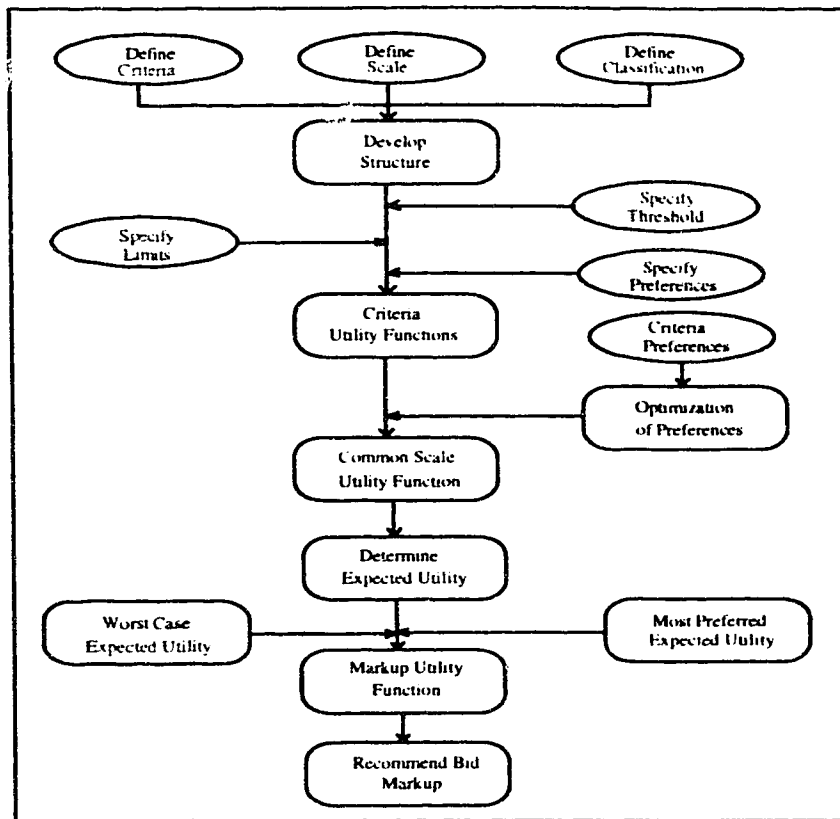 Define
Criteria
Define
Scale
Define
Classification
Develop
Structure
Specify
Threshold
Specify
Limits
Specify
Preferences
Criteria
Utility Functions
Criteria
Preferences
Optimization
of Preferences
Common Scale
Utility Function
Determine
Expected Utility
Worst Case
Expected Utility
Most Preferred
Expected Utility
Markup Utility
Function
Recommend Bid
Markup